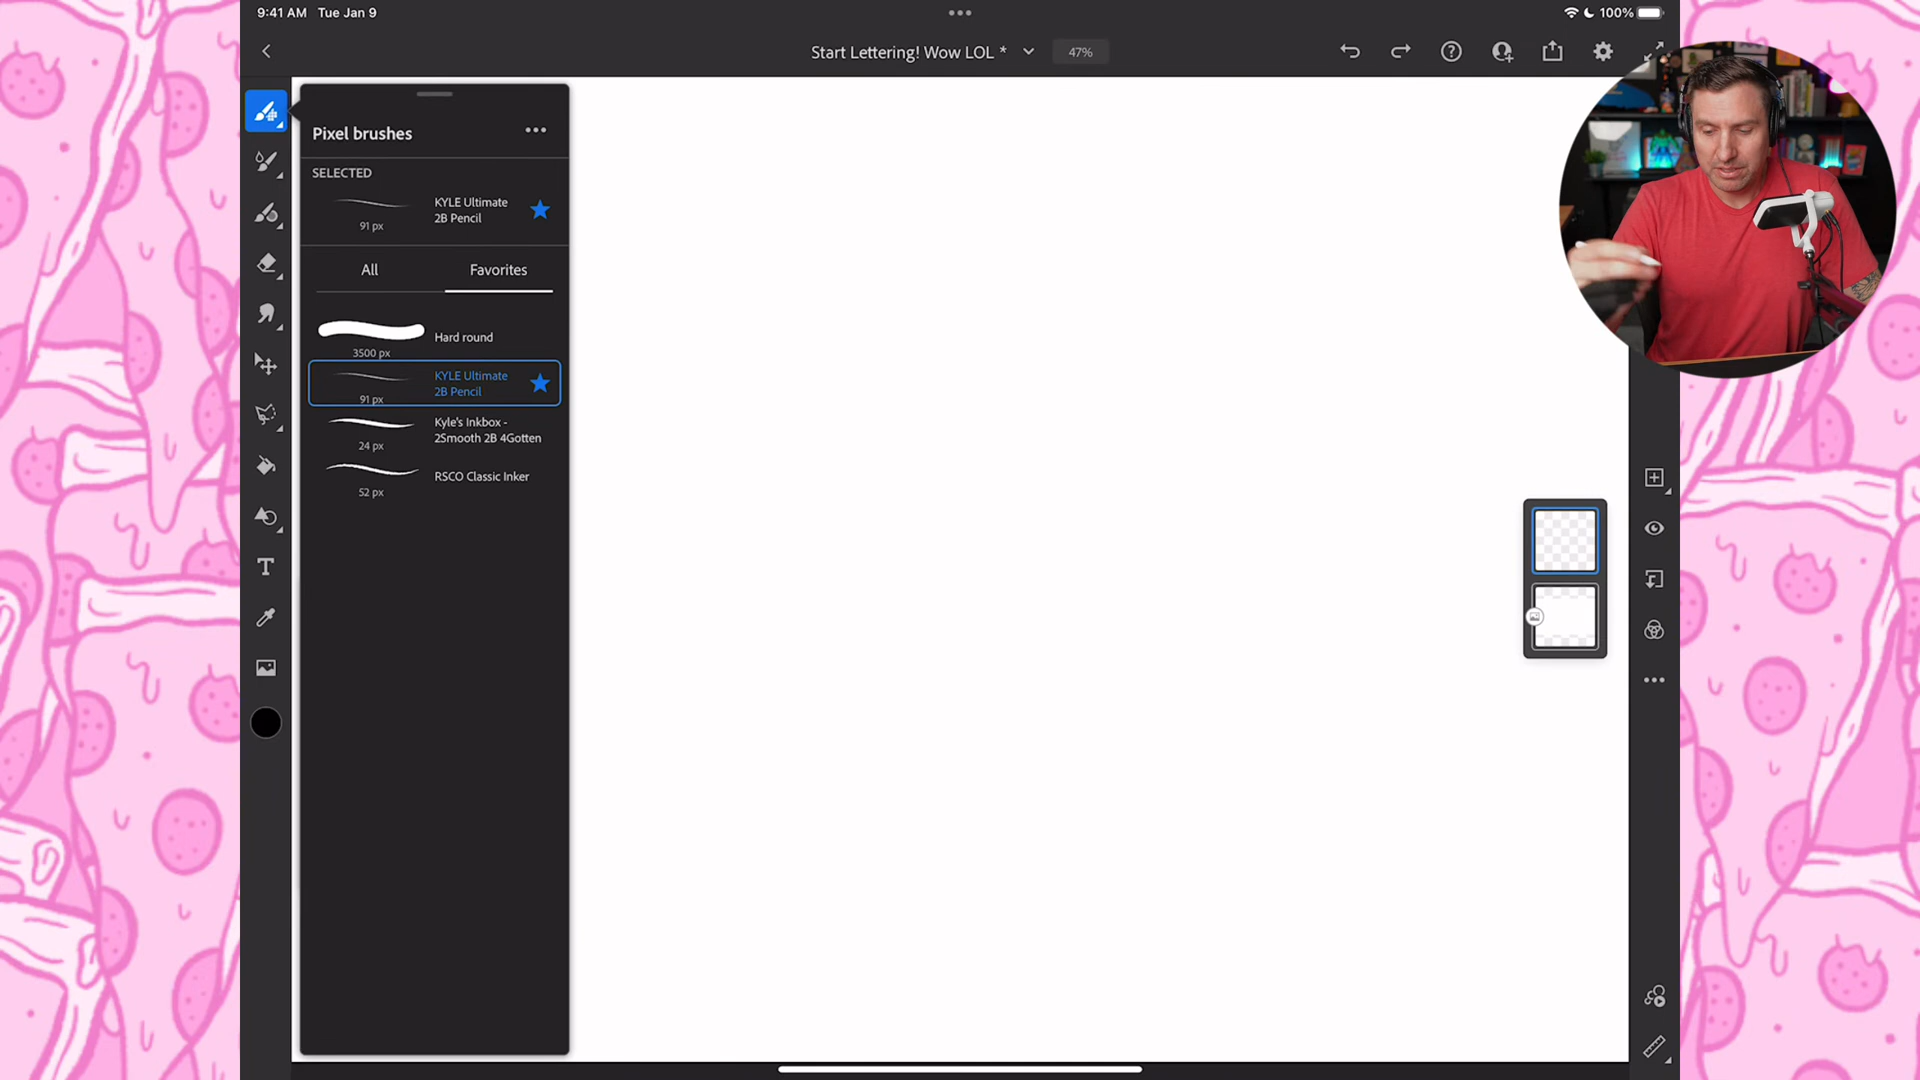 9:41 AM Tue Jan 9
100%
Start Lettering! Wow LOL *
47%
Pixel brushes
SELECTED
KYLE Ultimate
2B Pencil
91 px
All
Favorites
Hard round
3500 px
KYLE Ultimate
2B Pencil
91 px
Kyle's Inkbox -
2Smooth 2B 4Gotten
24 px
RSCO Classic Inker
52 px
T